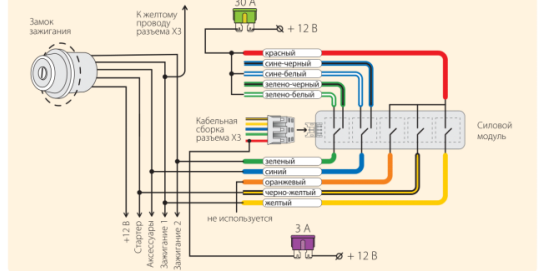 30 А
+ 12 В
К желтому
проводу
разъема Х3
Замок
зажигания
красный
сине-черный
сине-белый
зелено-черный
зелено-белый
Кабельная
сборка
разъема Х3
Силовой
модуль
зеленый
синий
оранжевый
черно-желтый
желтый
не используется
+12 В
Стартер
Аксессуары
Зажигание 1
Зажигание 2
3 А
+ 12 В